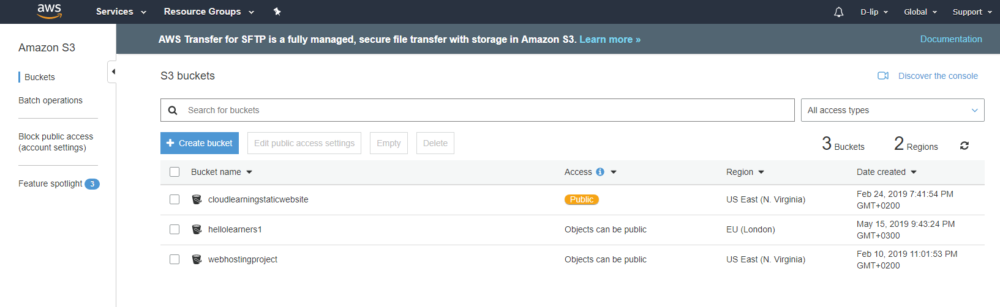 aws Services Resource Groups D-lip Global Support
Amazon S3
AWS Transfer for SFTP is a fully managed, secure file transfer with storage in Amazon S3. Learn more » Documentation
Buckets
Batch operations
Block public access
(account settings)
Feature spotlight 3
S3 buckets Discover the console
Search for buckets All access types
+ Create bucket Edit public access settings Empty Delete 3 Buckets 2 Regions
Bucket name Access i Region Date created
cloudlearningstaticwebsite Public US East (N. Virginia) Feb 24, 2019 7:41:54 PM
GMT+0200
hellolearners1 Objects can be public EU (London) May 15, 2019 9:43:24 PM
GMT+0300
webhostingproject Objects can be public US East (N. Virginia) Feb 10, 2019 11:01:53 PM
GMT+0200